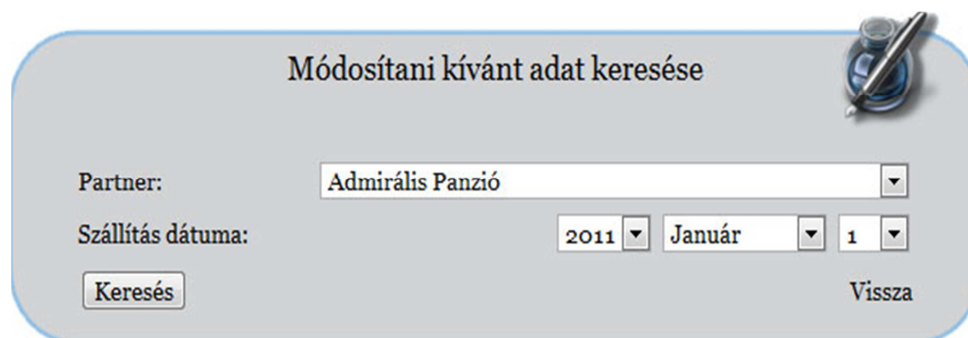 Módosítani kívánt adat keresése
Partner: Admirális Panzió
Szállítás dátuma: 2011 Január 1
Keresés Vissza